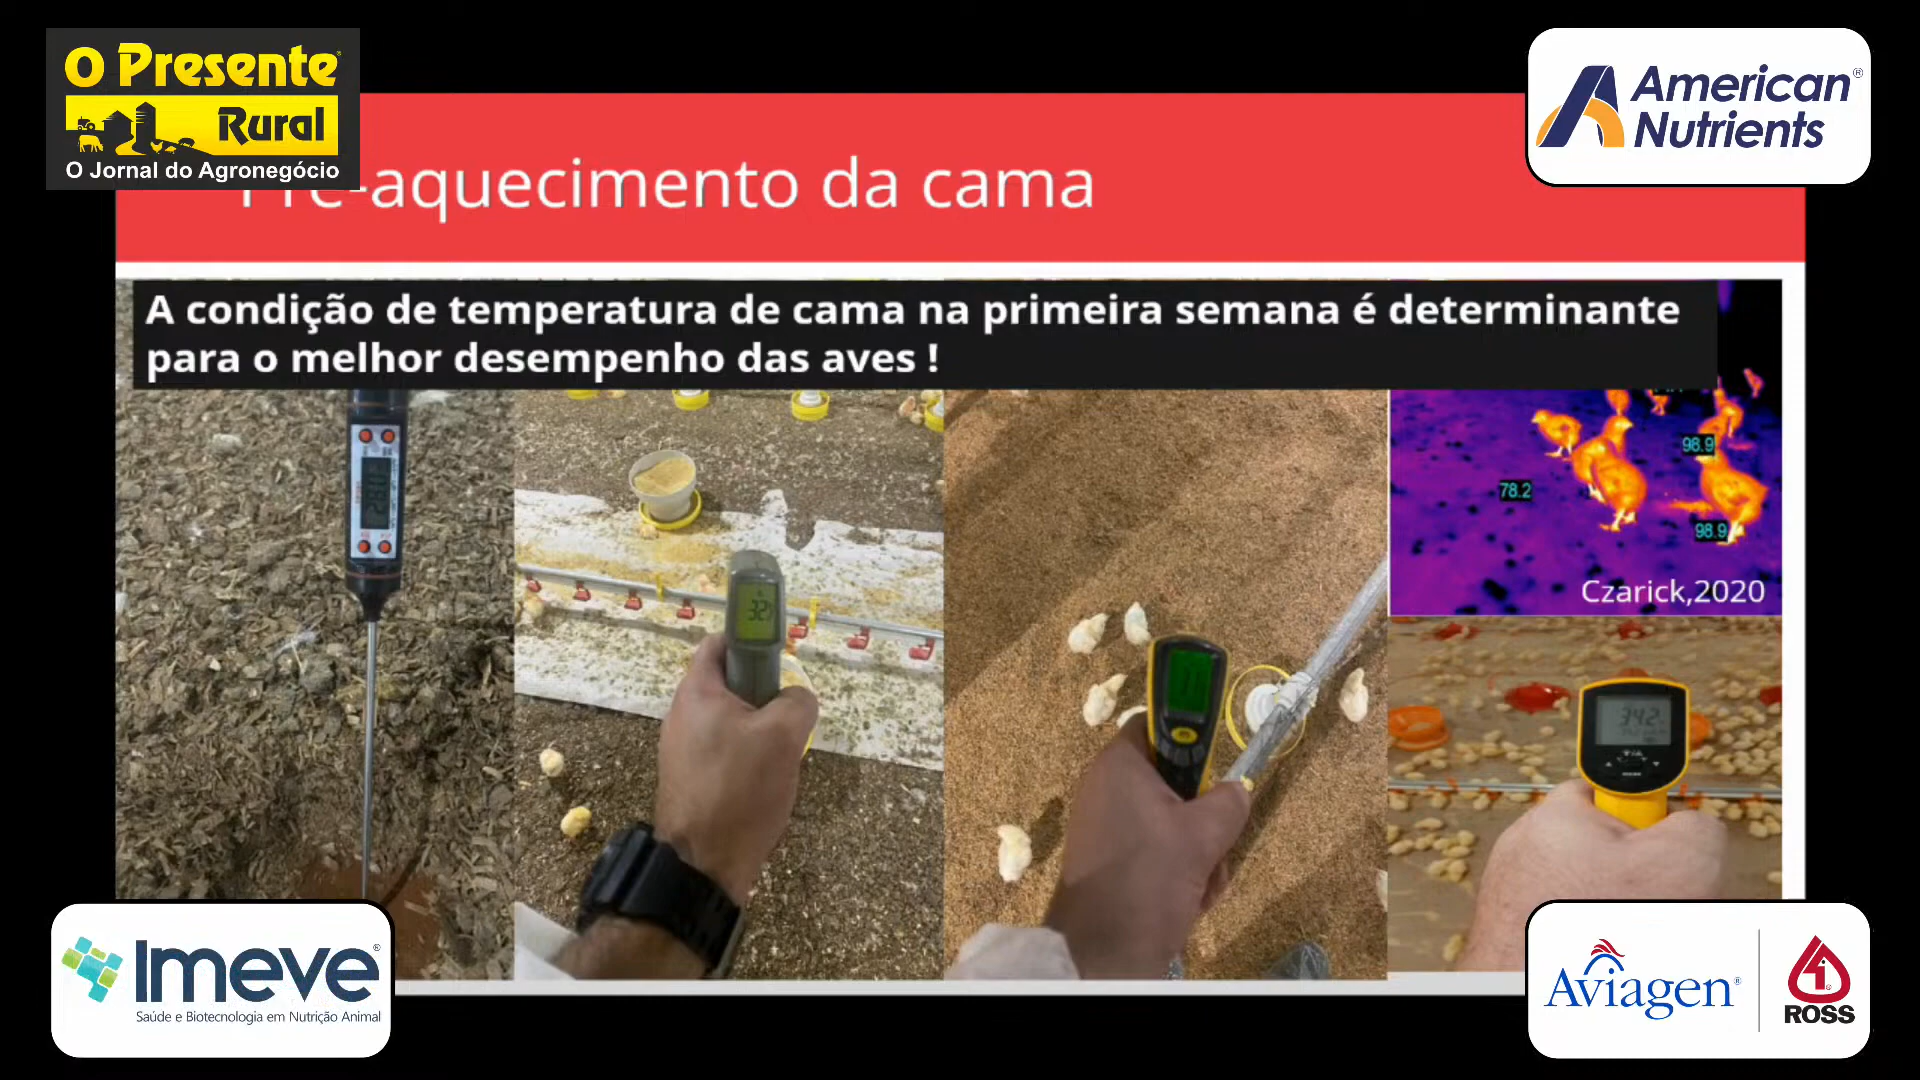 O Presente
Rural
O Jornal do Agronegócio
American
Nutrients
Pré-aquecimento da cama
A condição de temperatura de cama na primeira semana é determinante
para o melhor desempenho das aves !
98.9
78.2
98.9
Czarick,2020
342
Imeve
Saúde e Biotecnologia em Nutrição Animal
Aviagen
ROSS